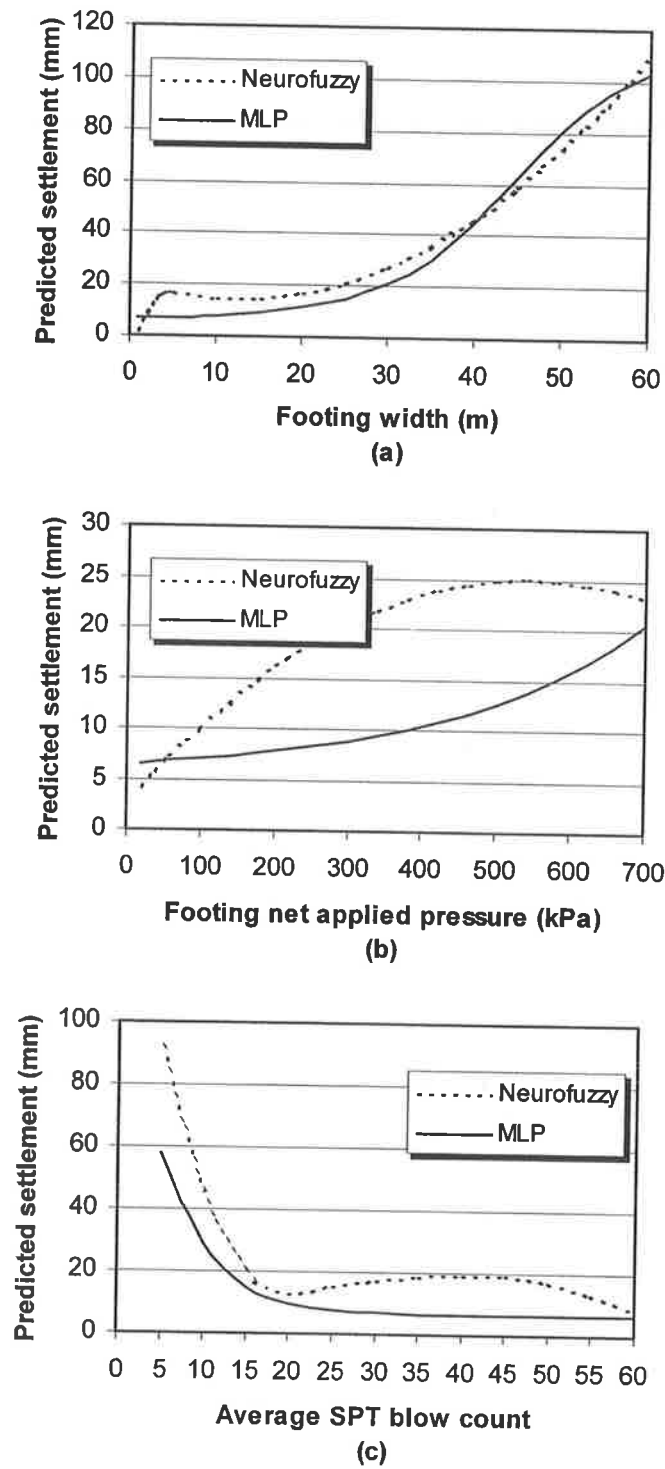 Predicted settlement (mm)
120
100
80
60
40
20
0
Neurofuzzy
MLP
0 10 20 30 40 50 60
Footing width (m)
(a)
Predicted settlement (mm)
30
25
20
15
10
5
0
Neurofuzzy
MLP
0 100 200 300 400 500 600 700
Footing net applied pressure (kPa)
(b)
Predicted settlement (mm)
100
80
60
40
20
0
Neurofuzzy
MLP
0 5 10 15 20 25 30 35 40 45 50 55 60
Average SPT blow count
(c)